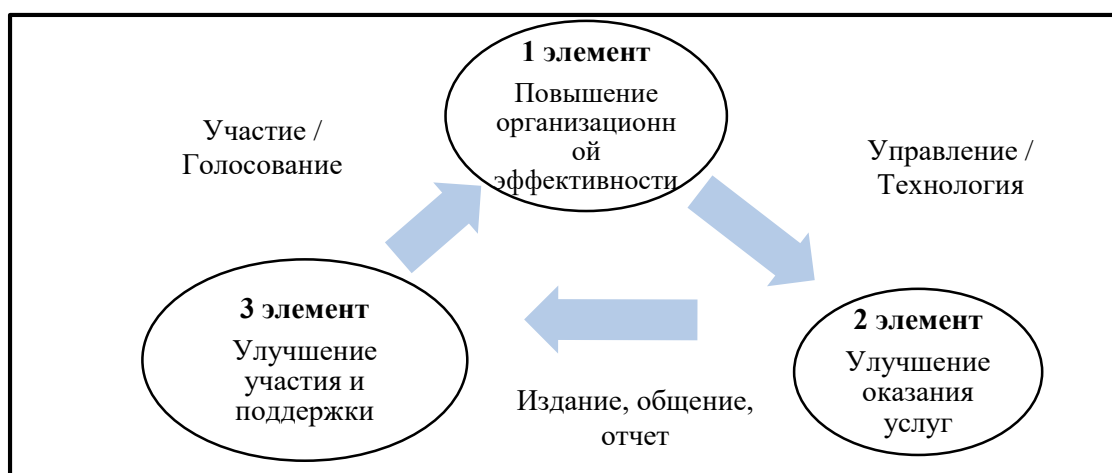 1 элемент
Повышение
организационн
ой
эффективности
Участие /
Голосование
Управление /
Технология
3 элемент
Улучшение
участия и
поддержки
2 элемент
Улучшение
оказания
услуг
Издание, общение,
отчет